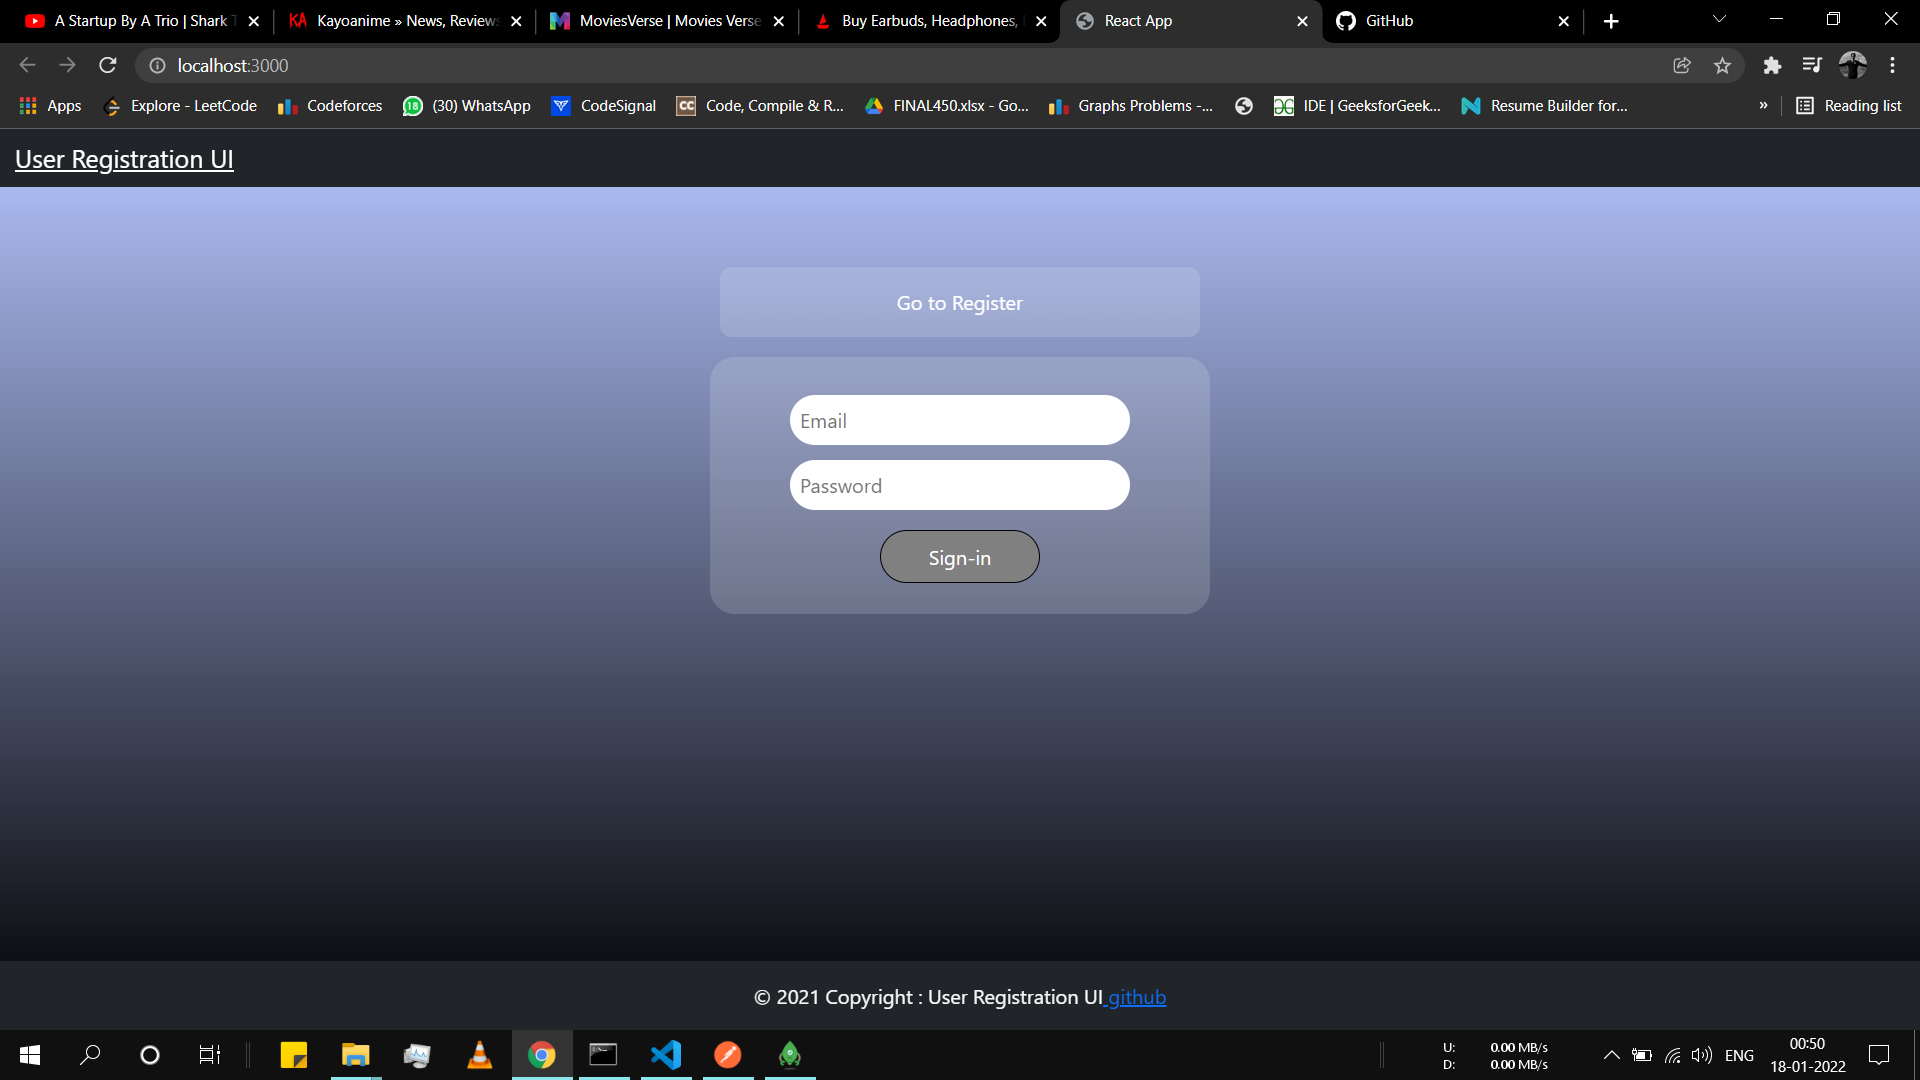 A Startup By A Trio | Shark
Kayoanime » News, Reviews
MoviesVerse | Movies Verse
Buy Earbuds, Headphones,
React App
GitHub
localhost:3000
Apps
Explore - LeetCode
Codeforces
18
(30) WhatsApp
CodeSignal
CC
Code, Compile & R...
FINAL450.xlsx - Go...
Graphs Problems -...
IDE | GeeksforGeek...
Resume Builder for...
»
Reading list
User Registration UI
Go to Register
Email
Password
Sign-in
© 2021 Copyright : User Registration UI github
U: 0.00 MB/s
D: 0.00 MB/s
ENG
00:50
18-01-2022